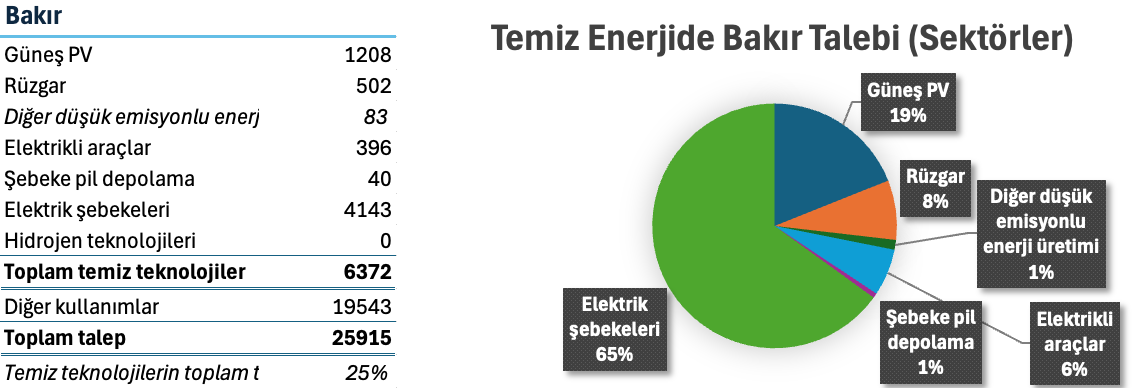 Bakır
Güneş PV 1208
Rüzgar 502
Diğer düşük emisyonlu enerj 83
Elektrikli araçlar 396
Şebeke pil depolama 40
Elektrik şebekeleri 4143
Hidrojen teknolojileri 0
Toplam temiz teknolojiler 6372
Diğer kullanımlar 19543
Toplam talep 25915
Temiz teknolojilerin toplam t 25%
Temiz Enerjide Bakır Talebi (Sektörler)
Güneş PV
19%
Rüzgar
8%
Diğer düşük
emisyonlu
enerji üretimi
1%
Elektrikli
araçlar
6%
Şebeke pil
depolama
1%
Elektrik
şebekeleri
65%